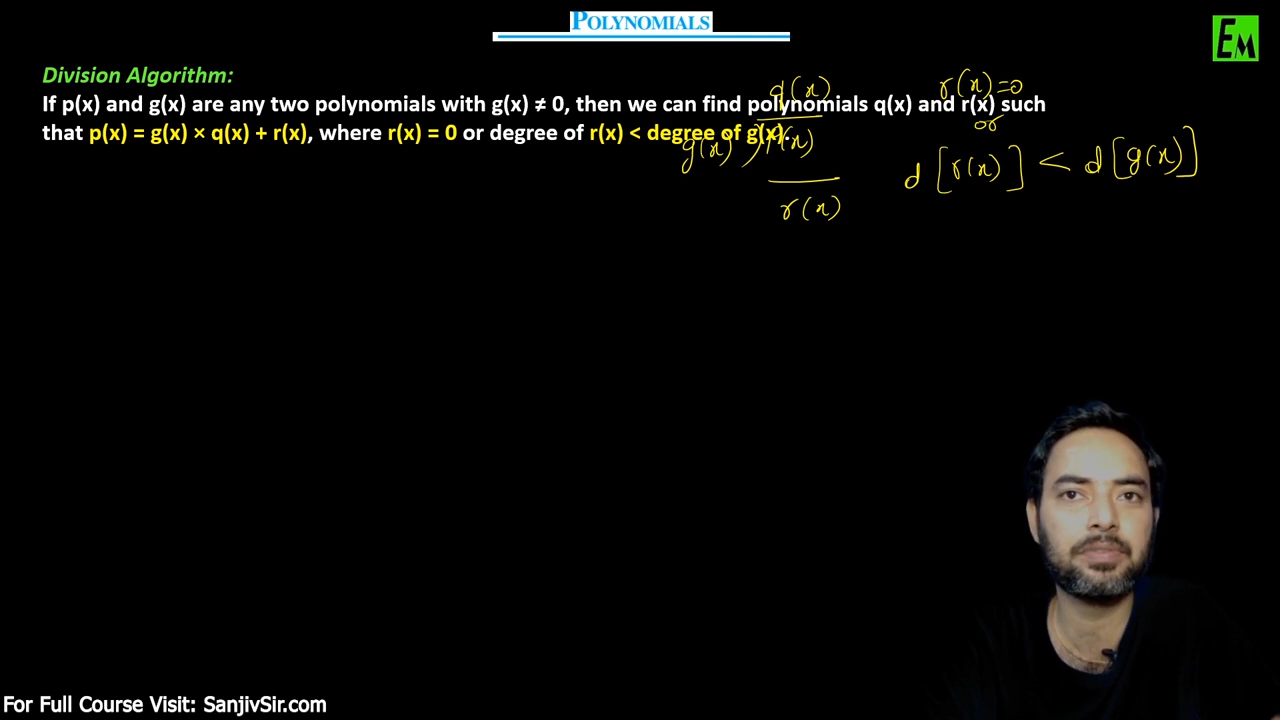 POLYNOMIALS
EM
Division Algorithm:
If p(x) and g(x) are any two polynomials with g(x) ≠ 0, then we can find polynomials q(x) and r(x) such
that p(x) = g(x) × q(x) + r(x), where r(x) = 0 or degree of r(x) < degree of g(x).
q(x)
g(x) ) p(x)
r(x)
r(x)=0
or
d [r(x)] < d[g(x)]
For Full Course Visit: SanjivSir.com